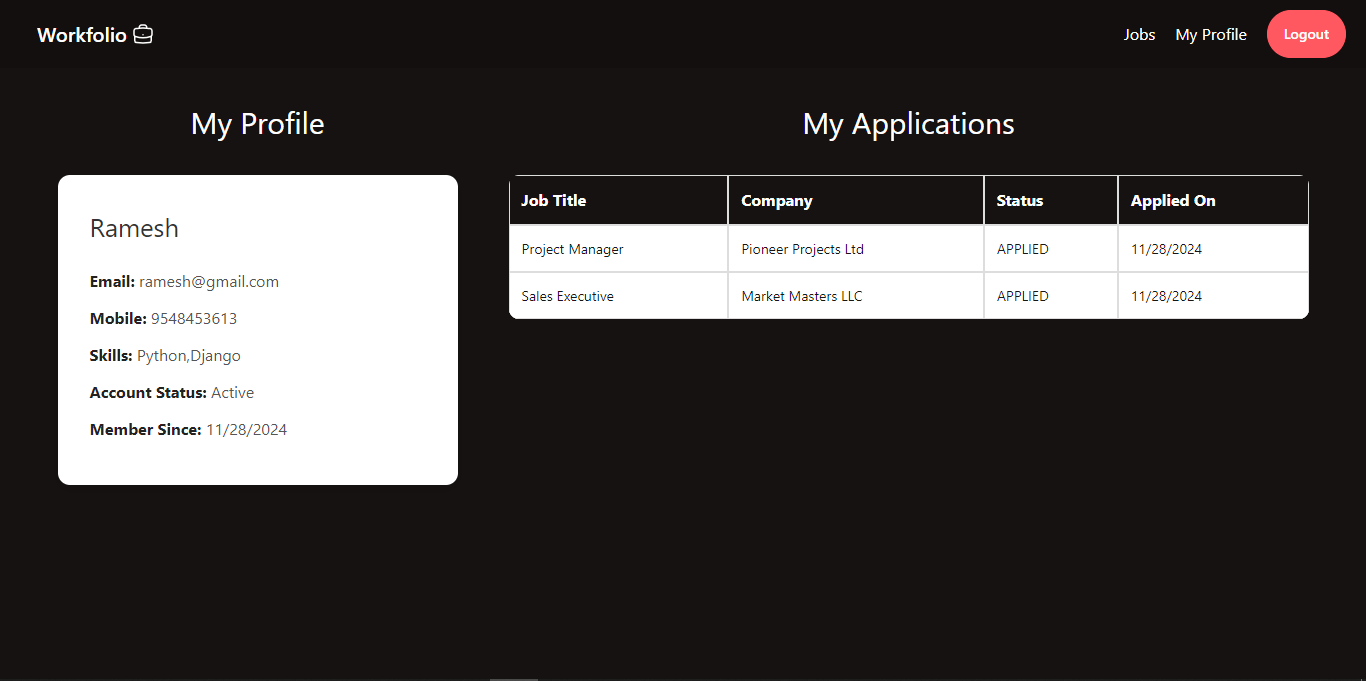 Workfolio
Jobs My Profile Logout
My Profile
Ramesh
Email: ramesh@gmail.com
Mobile: 9548453613
Skills: Python,Django
Account Status: Active
Member Since: 11/28/2024
My Applications
Job Title Company Status Applied On
Project Manager Pioneer Projects Ltd APPLIED 11/28/2024
Sales Executive Market Masters LLC APPLIED 11/28/2024